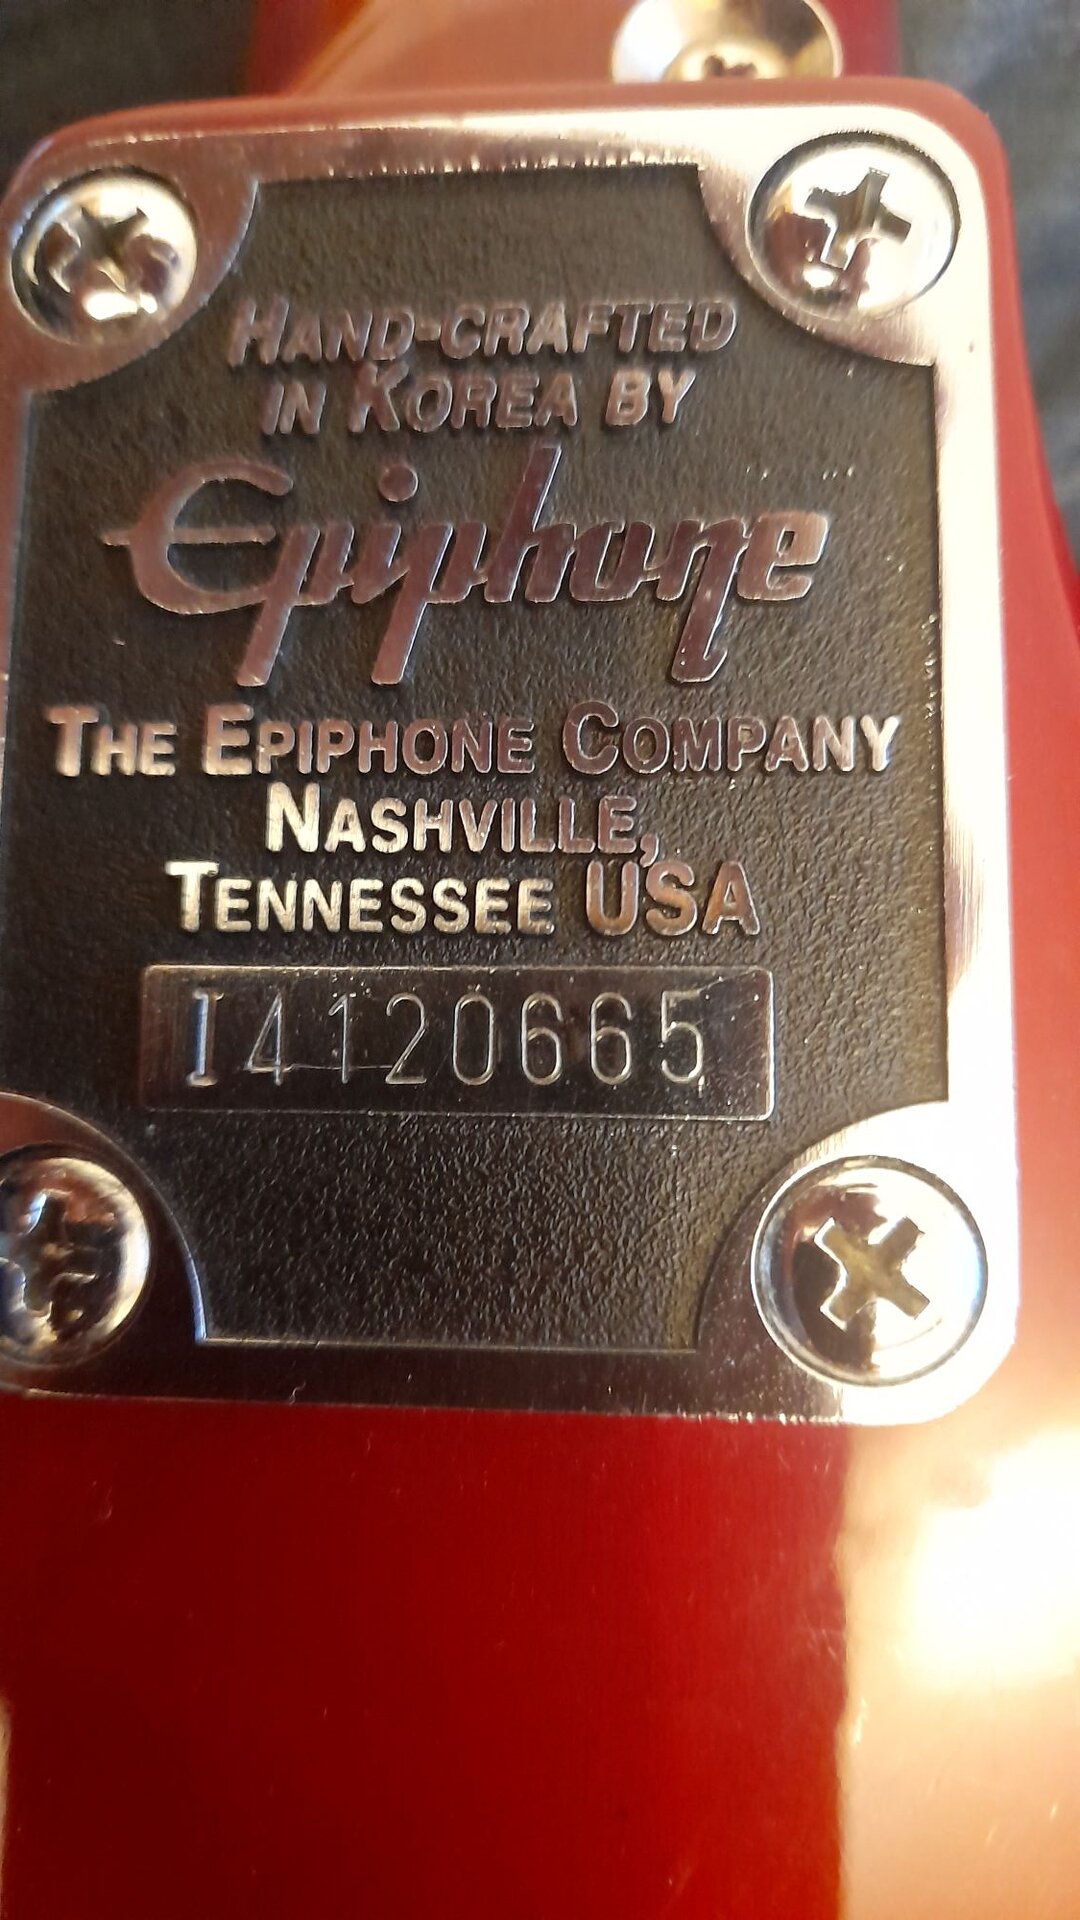 HAND-CRAFTED
IN KOREA BY
Epiphone
THE EPIPHONE COMPANY
NASHVILLE,
TENNESSEE USA
I4120665